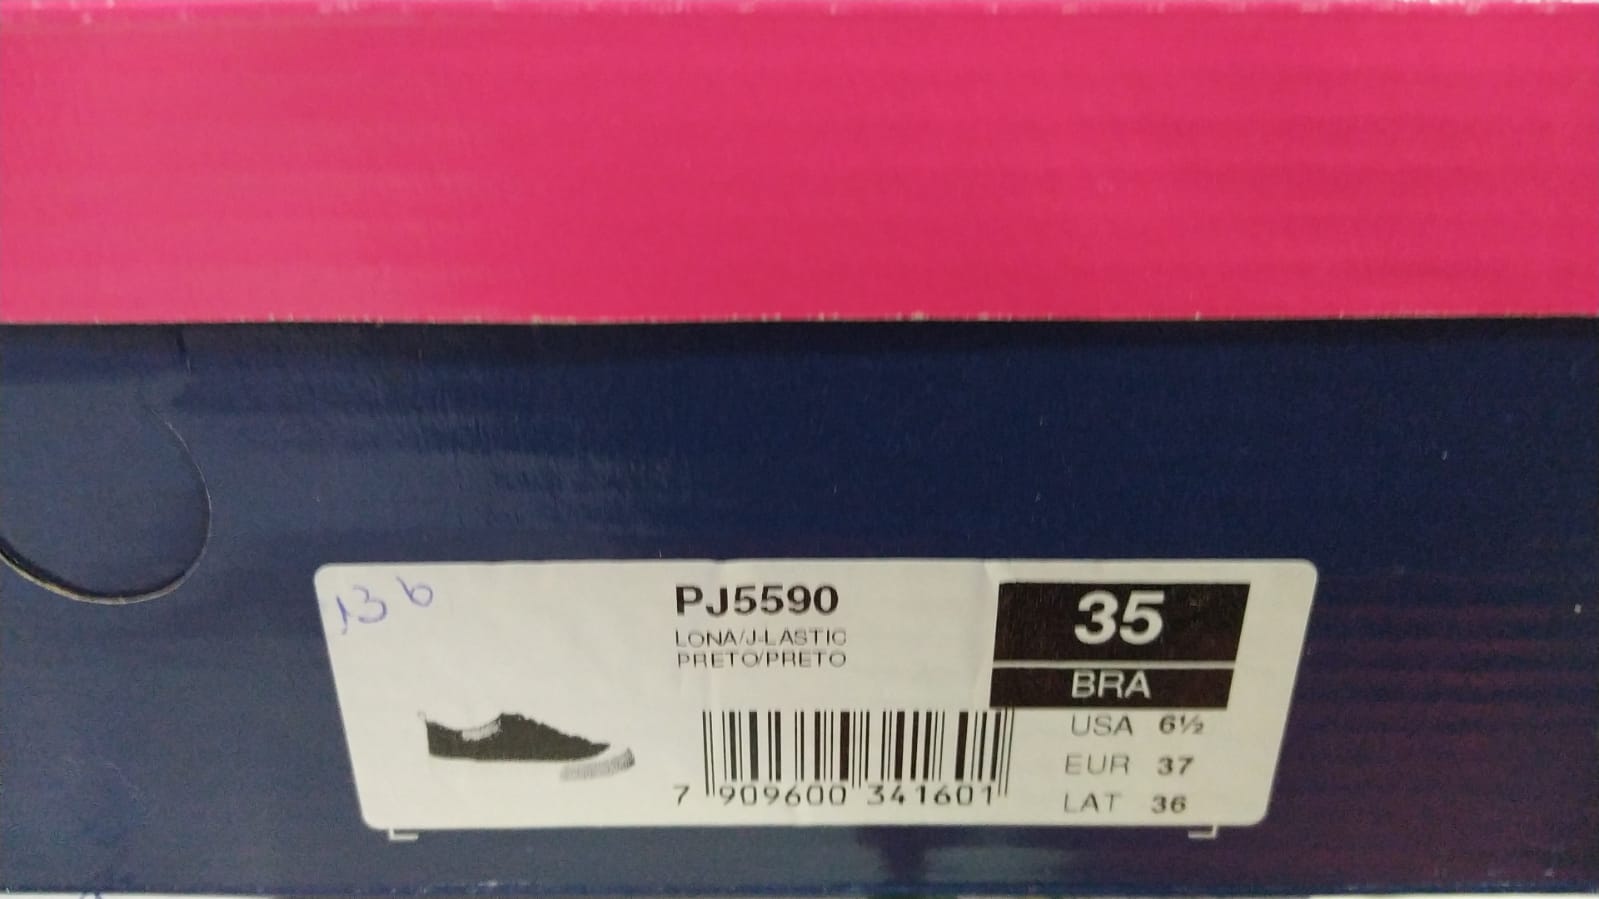 136
PJ5590
LONA/J-LASTIC
PRETO/PRETO
35
BRA
USA 6½
EUR 37
LAT 36
7 909600 341601